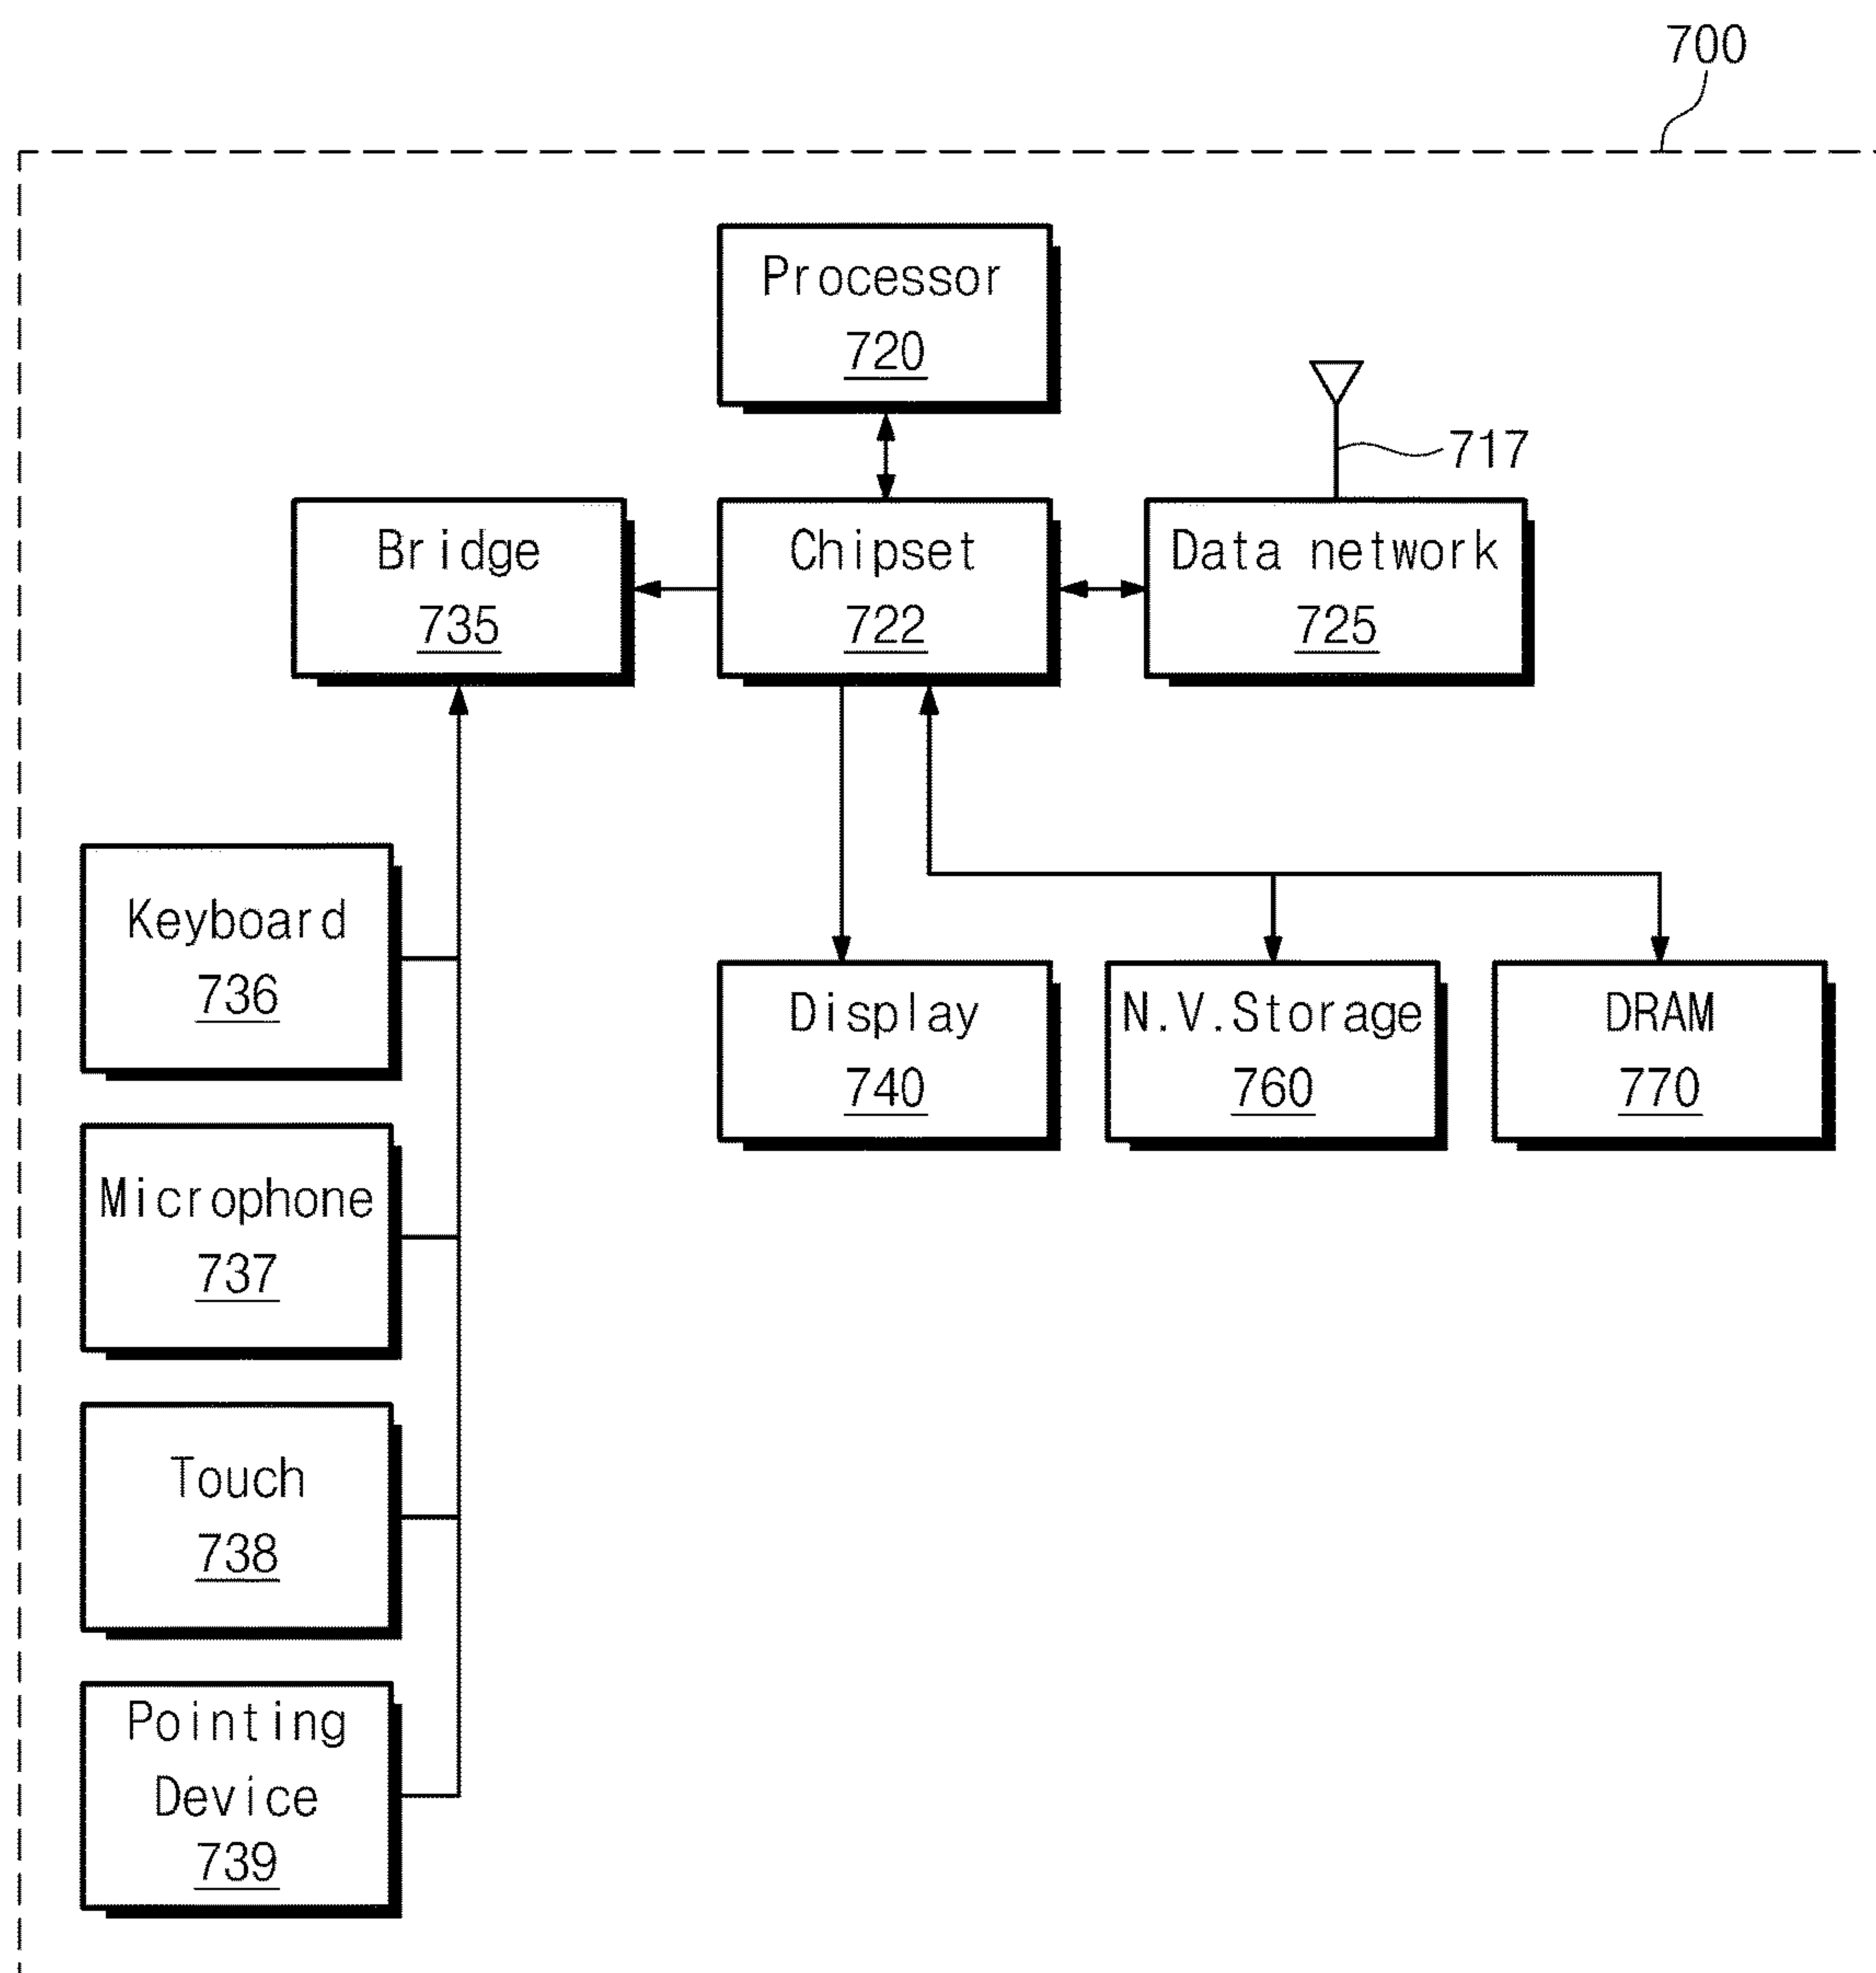 700
Processor
720
717
Bridge
735
Chipset
722
Data network
725
Keyboard
736
Display
740
N.V.Storage
760
DRAM
770
Microphone
737
Touch
738
Pointing
Device
739